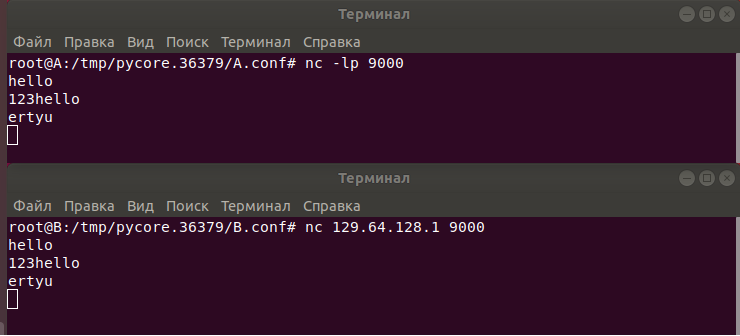 Терминал
Файл Правка Вид Поиск Терминал Справка
root@A:/tmp/pycore.36379/A.conf# nc -lp 9000
hello
123hello
ertyu
Терминал
Файл Правка Вид Поиск Терминал Справка
root@B:/tmp/pycore.36379/B.conf# nc 129.64.128.1 9000
hello
123hello
ertyu